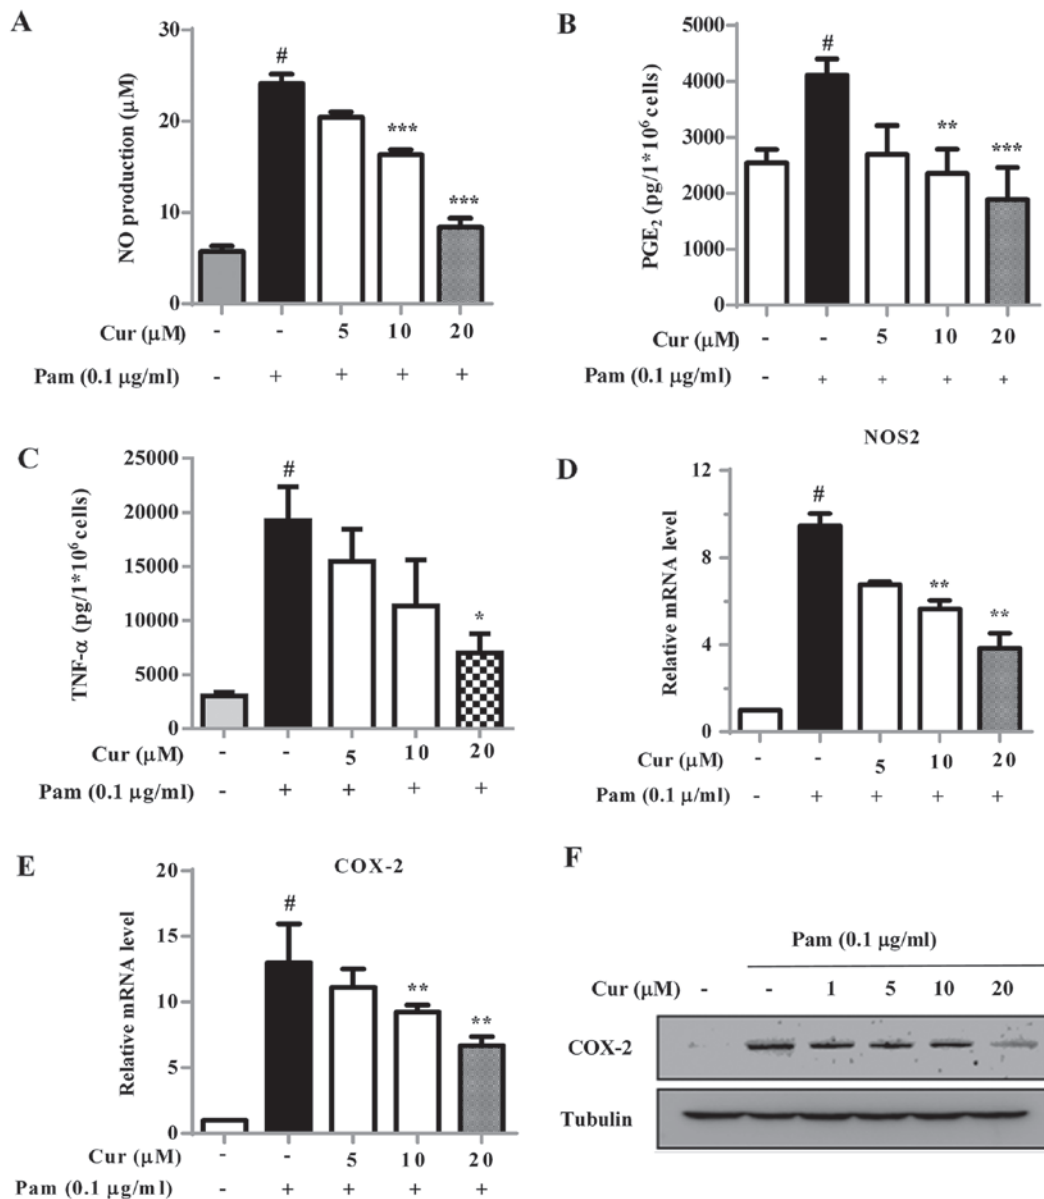 A
NO production (µM)
30
20
10
0
#
***
***
Cur (µM) - - 5 10 20
Pam (0.1 µg/ml) - + + + +
B
PGE₂ (pg/1*10⁶ cells)
5000
4000
3000
2000
1000
0
#
**
***
Cur (µM) - - 5 10 20
Pam (0.1 µg/ml) - + + + +
C
TNF-α (pg/1*10⁶ cells)
25000
20000
15000
10000
5000
0
#
*
Cur (µM) - - 5 10 20
Pam (0.1 µg/ml) - + + + +
D
NOS2
Relative mRNA level
12
8
4
0
#
**
**
Cur (µM) - - 5 10 20
Pam (0.1 µ/ml) - + + + +
E
COX-2
Relative mRNA level
20
15
10
5
0
#
**
**
Cur (µM) - - 5 10 20
Pam (0.1 µg/ml) - + + + +
F
Pam (0.1 µg/ml)
Cur (µM) - - 1 5 10 20
COX-2
Tubulin